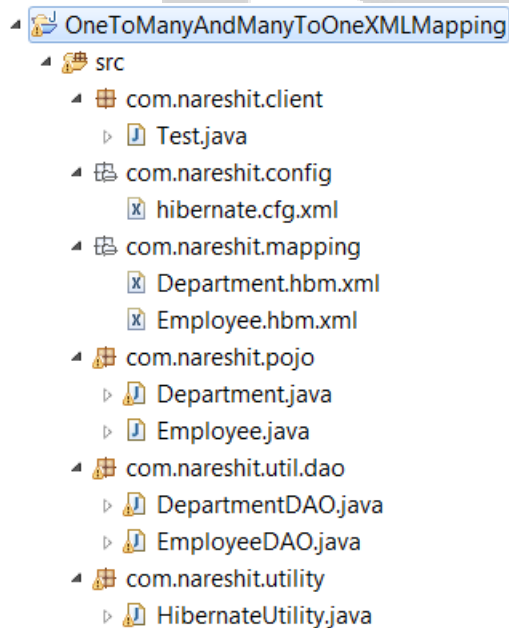 OneToManyAndManyToOneXMLMapping
src
com.nareshit.client
Test.java
com.nareshit.config
hibernate.cfg.xml
com.nareshit.mapping
Department.hbm.xml
Employee.hbm.xml
com.nareshit.pojo
Department.java
Employee.java
com.nareshit.util.dao
DepartmentDAO.java
EmployeeDAO.java
com.nareshit.utility
HibernateUtility.java